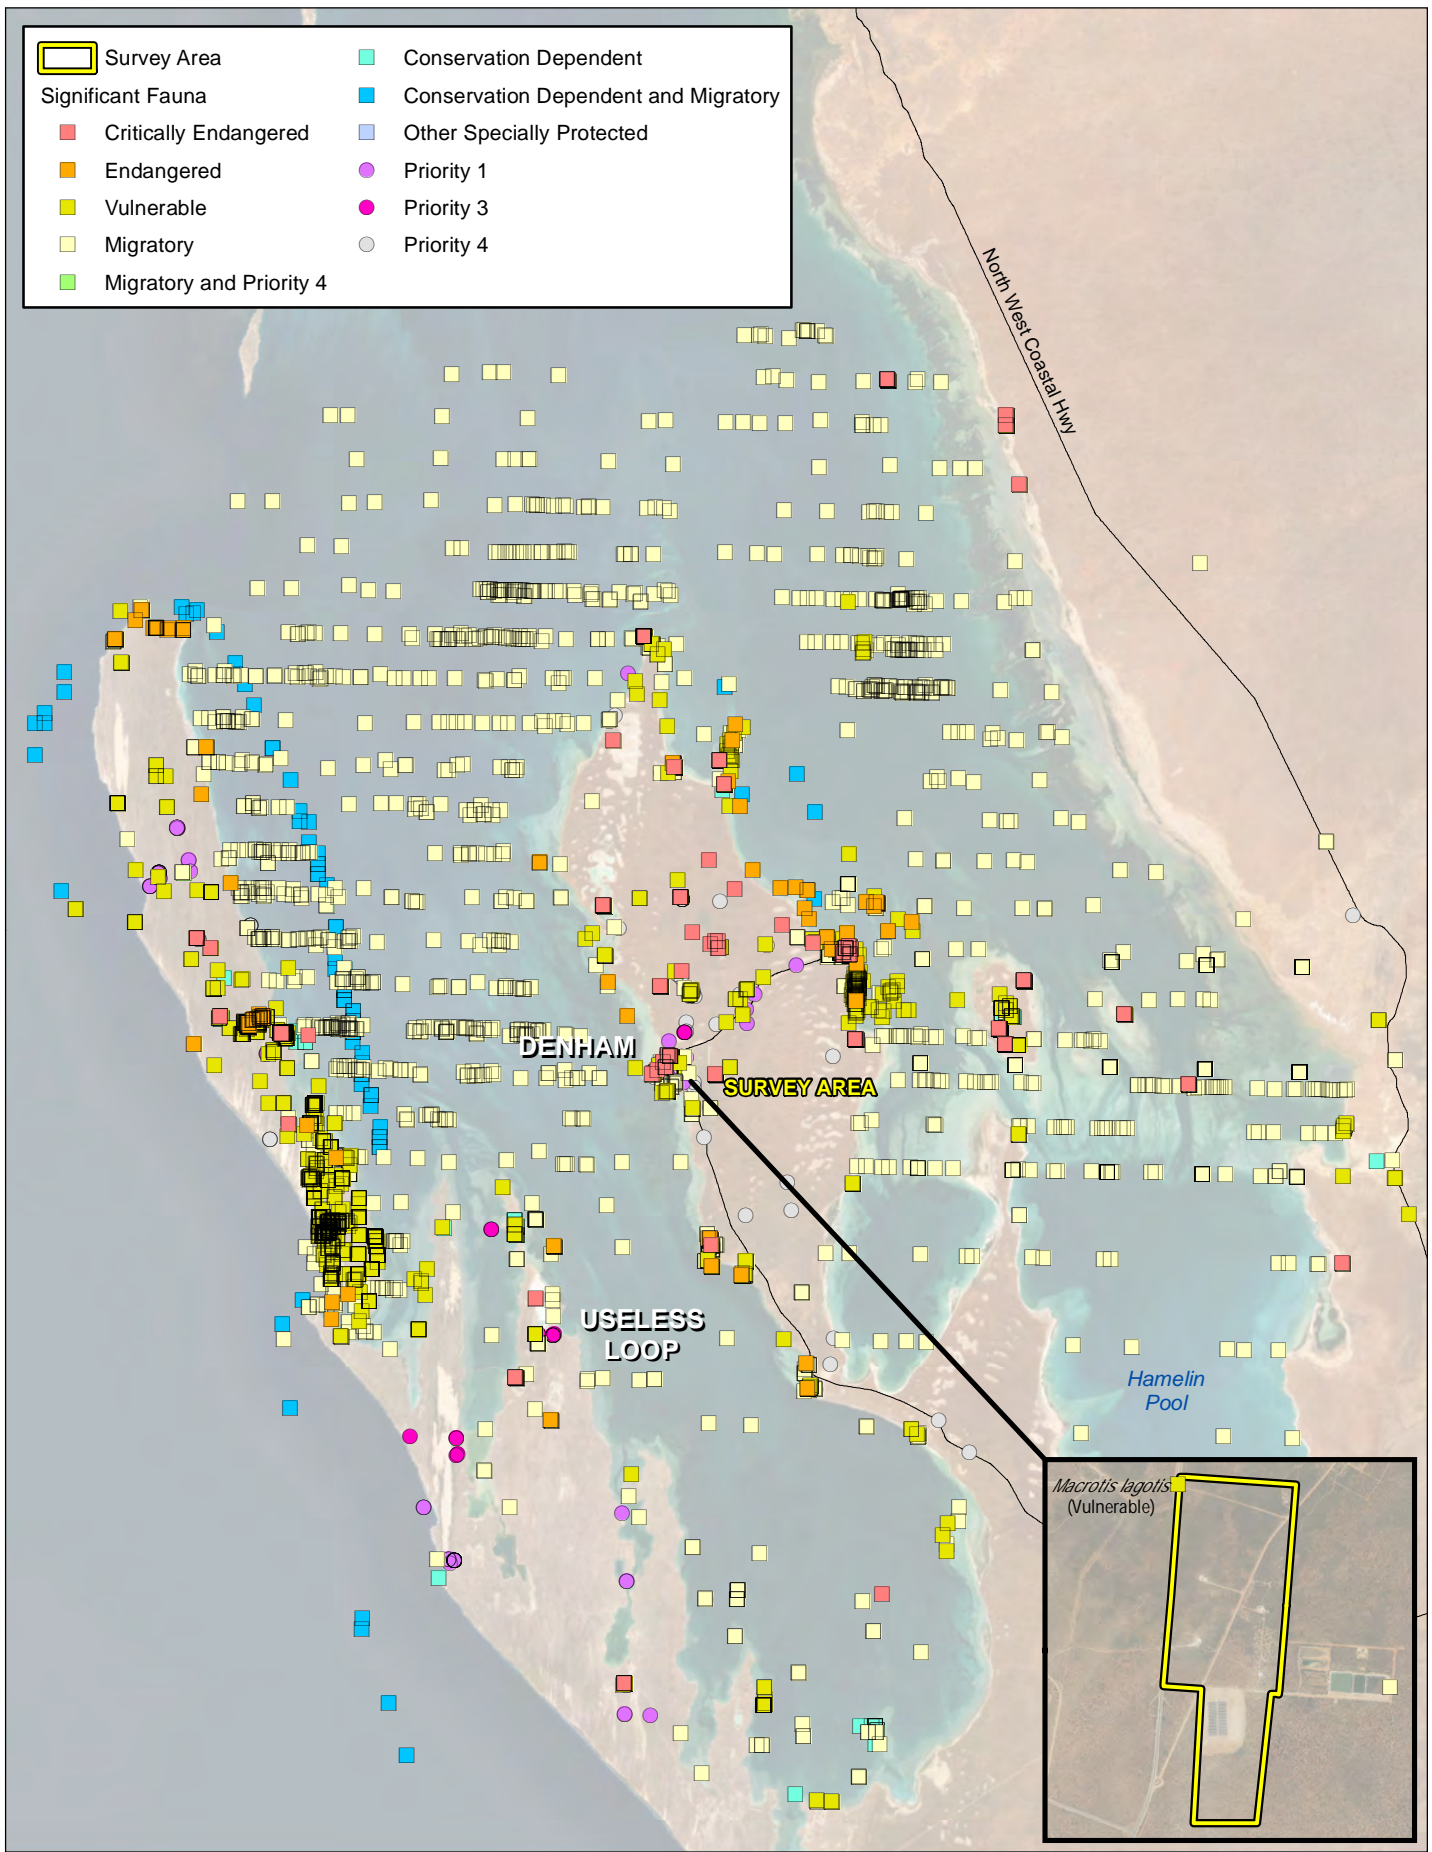 Survey Area
Significant Fauna
Critically Endangered
Endangered
Vulnerable
Migratory
Migratory and Priority 4
Conservation Dependent
Conservation Dependent and Migratory
Other Specially Protected
Priority 1
Priority 3
Priority 4
North West Coastal Hwy
DENHAM
SURVEY AREA
USELESS
LOOP
Hamelin
Pool
Macrotis lagotis
(Vulnerable)